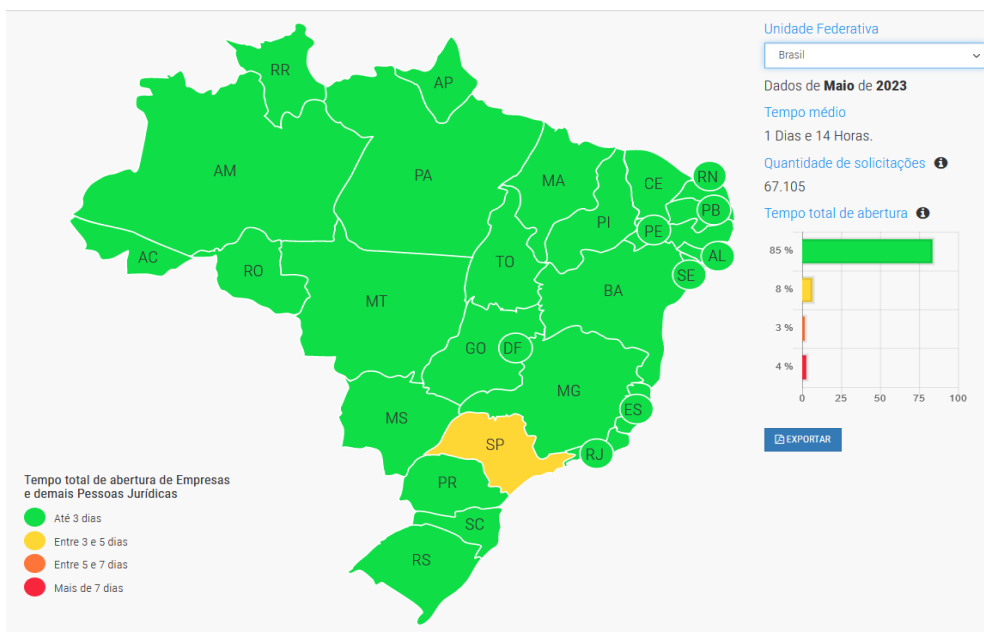 RR
AP
AM
PA
MA
CE
RN
PI
PB
PE
AC
RO
TO
AL
SE
MT
BA
GO
DF
MG
MS
ES
SP
RJ
PR
SC
RS
Tempo total de abertura de Empresas
e demais Pessoas Jurídicas
Até 3 dias
Entre 3 e 5 dias
Entre 5 e 7 dias
Mais de 7 dias
Unidade Federativa
Brasil
Dados de Maio de 2023
Tempo médio
1 Dias e 14 Horas.
Quantidade de solicitações
67.105
Tempo total de abertura
85 %
8 %
3 %
4 %
0 25 50 75 100
EXPORTAR